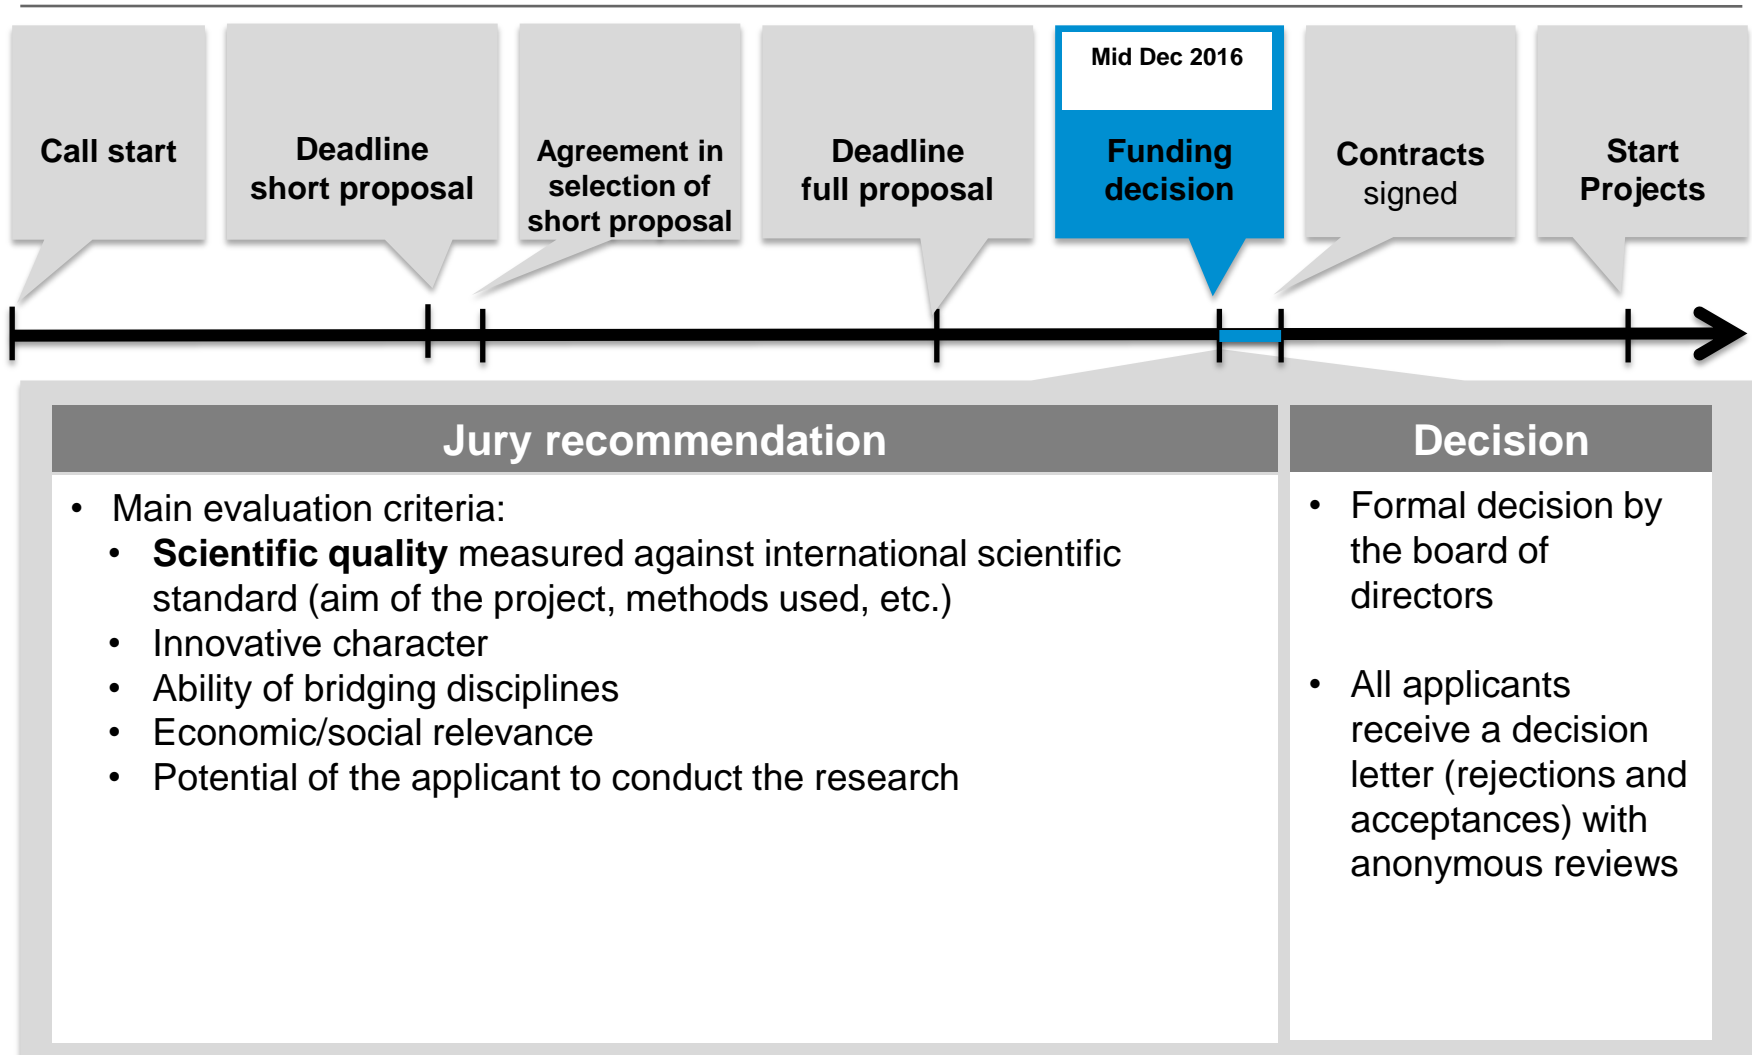 Call start
Deadline
short proposal
Agreement in
selection of
short proposal
Deadline
full proposal
Mid Dec 2016
Funding
decision
Contracts
signed
Start
Projects
Jury recommendation
• Main evaluation criteria:
• Scientific quality measured against international scientific
standard (aim of the project, methods used, etc.)
• Innovative character
• Ability of bridging disciplines
• Economic/social relevance
• Potential of the applicant to conduct the research
Decision
• Formal decision by
the board of
directors
• All applicants
receive a decision
letter (rejections and
acceptances) with
anonymous reviews